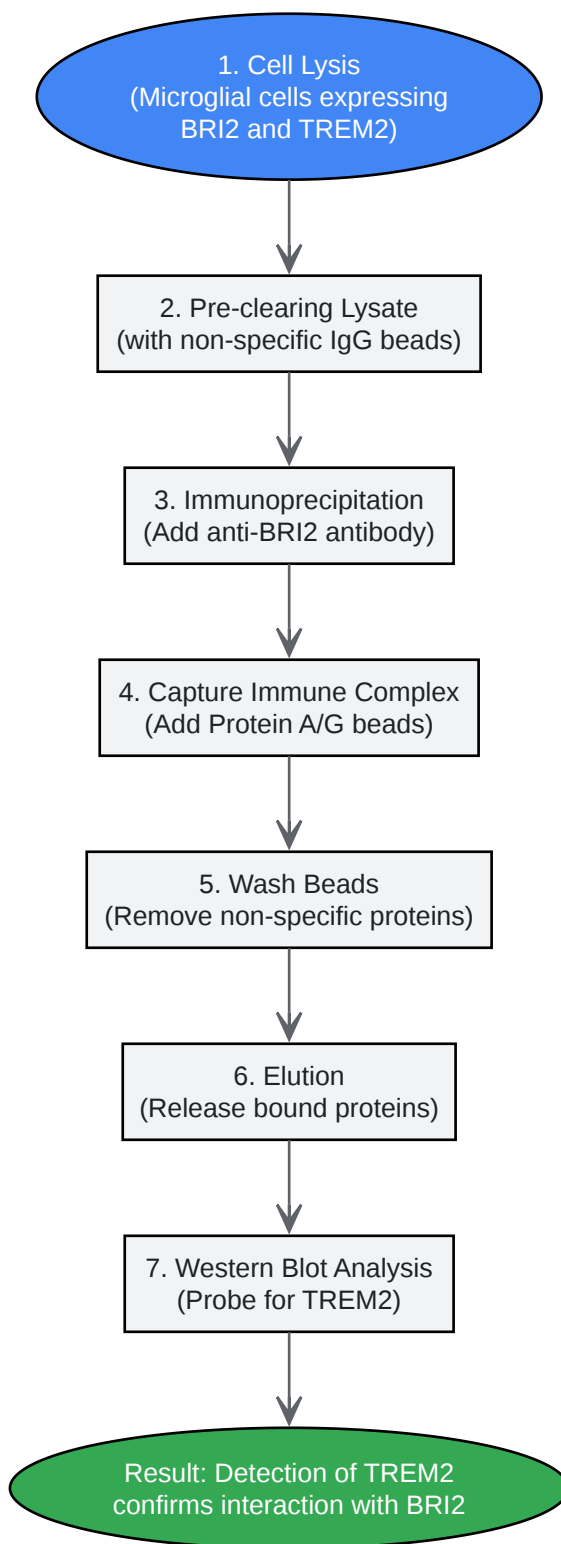 1. Cell Lysis
(Microglial cells expressing
BRI2 and TREM2)
2. Pre-clearing Lysate
(with non-specific IgG beads)
3. Immunoprecipitation
(Add anti-BRI2 antibody)
4. Capture Immune Complex
(Add Protein A/G beads)
5. Wash Beads
(Remove non-specific proteins)
6. Elution
(Release bound proteins)
7. Western Blot Analysis
(Probe for TREM2)
Result: Detection of TREM2
confirms interaction with BRI2